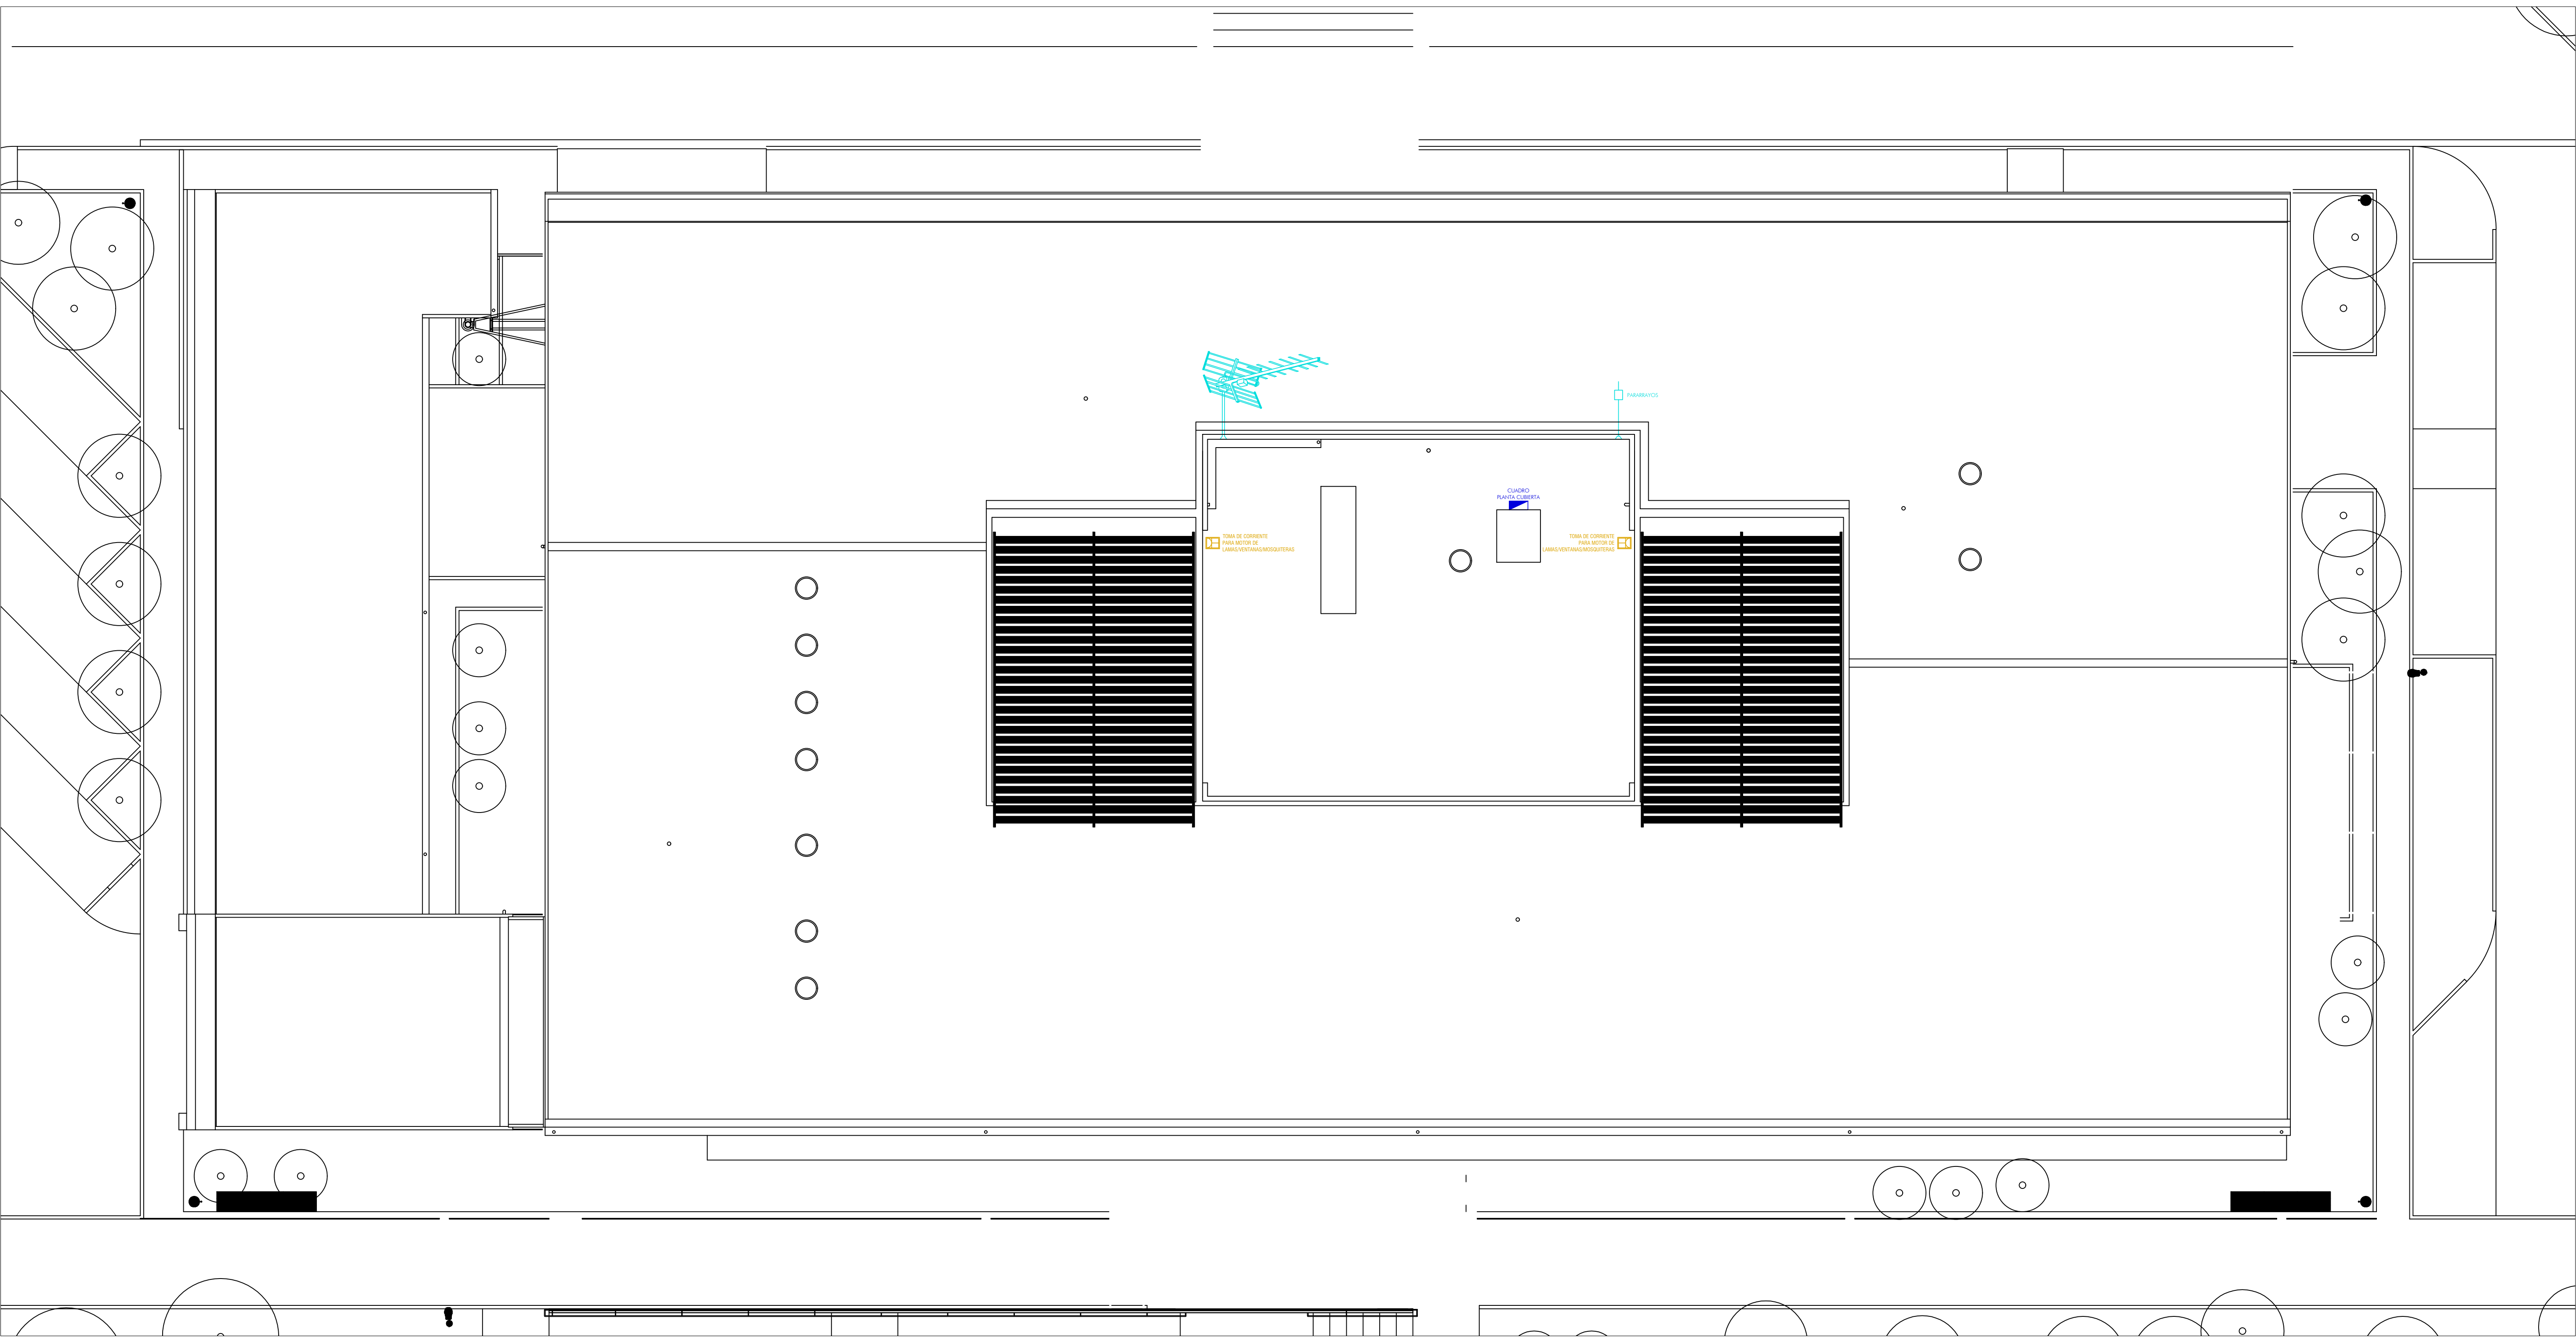 PARARRAYOS
CUADRO
PLANTA CUBIERTA
TOMA DE CORRIENTE
PARA MOTOR DE
LAMAS/VENTANAS/MOSQUITERAS
TOMA DE CORRIENTE
PARA MOTOR DE
LAMAS/VENTANAS/MOSQUITERAS